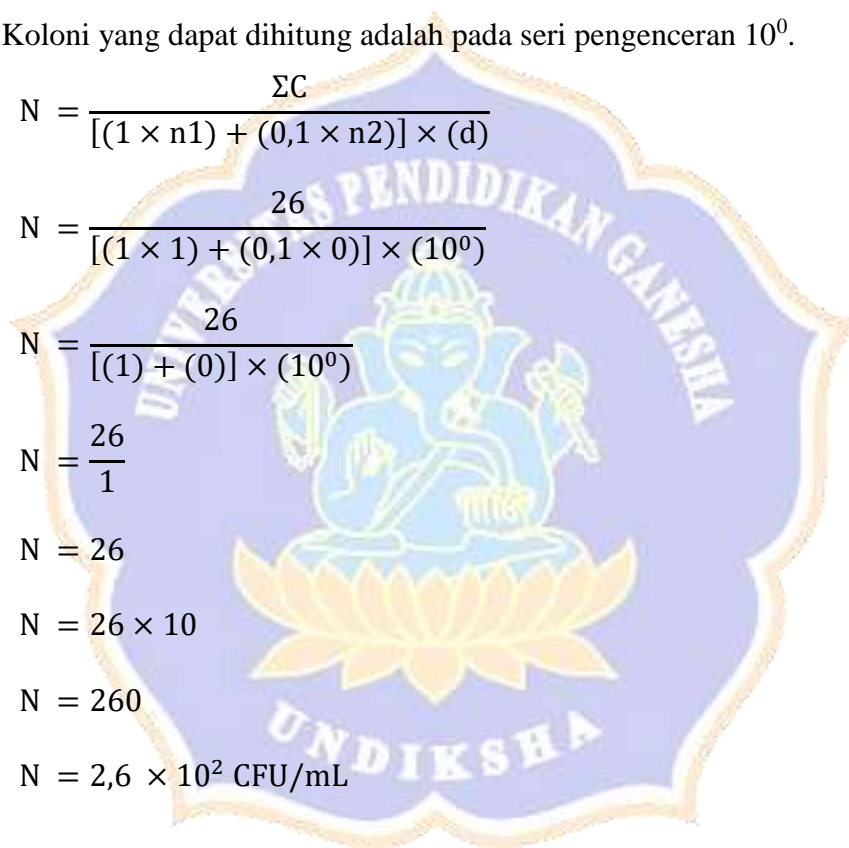 Koloni yang dapat dihitung adalah pada seri pengenceran 10⁰.
N = ΣC / [(1 × n1) + (0,1 × n2)] × (d)
N = 26 / [(1 × 1) + (0,1 × 0)] × (10⁰)
N = 26 / [(1) + (0)] × (10⁰)
N = 26 / 1
N = 26
N = 26 × 10
N = 260
N = 2,6 × 10² CFU/mL
UNIVERSITAS PENDIDIKAN GANESHA
UNDIKSHA